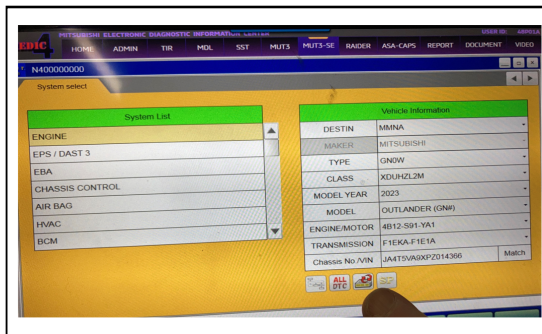 MITSUBISHI ELECTRONIC DIAGNOSTIC INFORMATION CENTER
USER ID:
EDIC
HOME ADMIN TIR MDL SST MUT3 MUT3-SE RAIDER ASA-CAPS REPORT DOCUMENT VIDEO
N400000000
System select
System List
ENGINE
EPS / DAST 3
EBA
CHASSIS CONTROL
AIR BAG
HVAC
BCM
Vehicle Information
DESTIN MMNA
MAKER MITSUBISHI
TYPE GN0W
CLASS XDUHZL2M
MODEL YEAR 2023
MODEL OUTLANDER (GN#)
ENGINE/MOTOR 4B12-S91-YA1
TRANSMISSION F1EKA-F1E1A
Chassis No./VIN JA4T5VA9XPZ014366 Match
ALL DTC